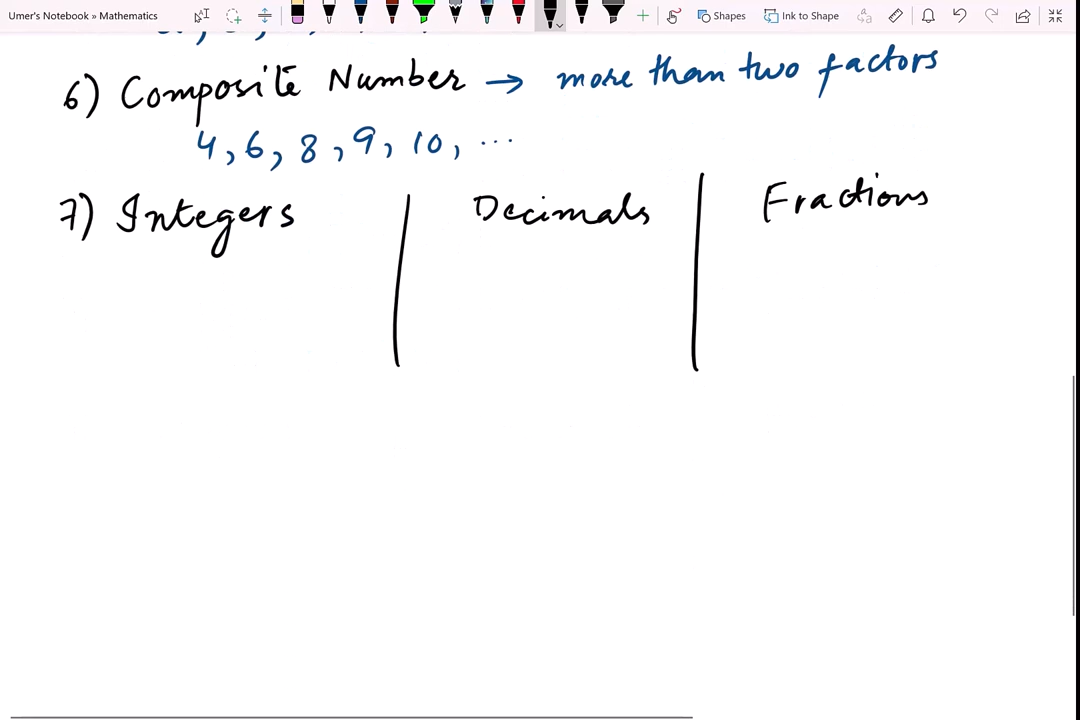 Umer's Notebook » Mathematics
Shapes
Ink to Shape
6) Composite Number → more than two factors
4, 6, 8, 9, 10, ...
7) Integers
Decimals
Fractions